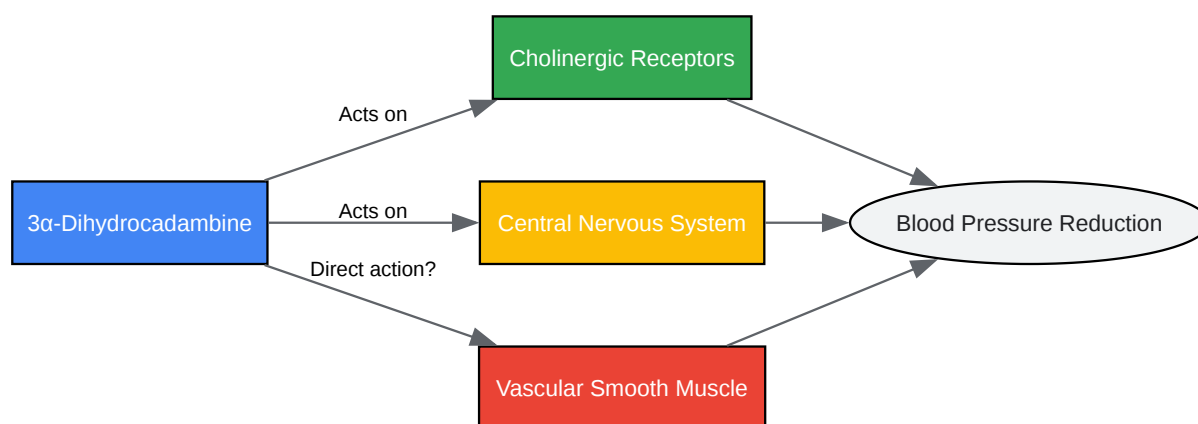 Cholinergic Receptors
Acts on
3α-Dihydrocadambine
Acts on
Central Nervous System
Blood Pressure Reduction
Direct action?
Vascular Smooth Muscle